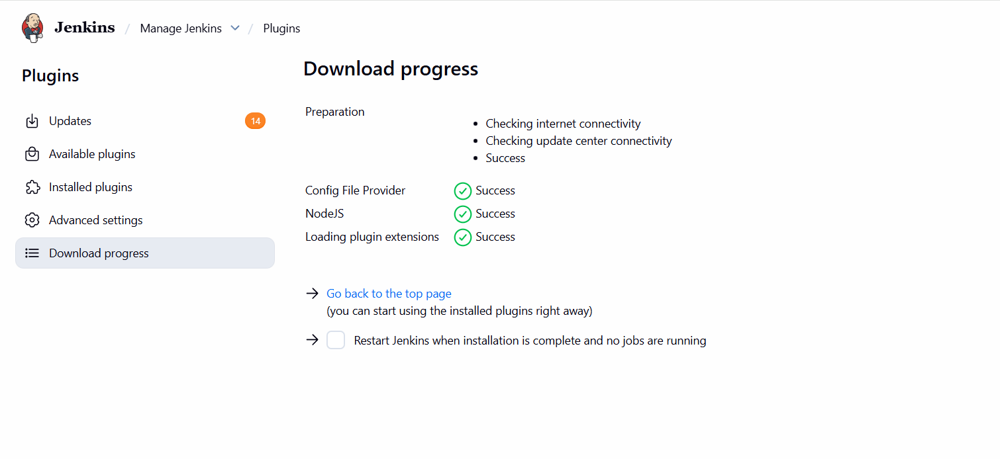 Jenkins / Manage Jenkins / Plugins
Plugins
Updates 14
Available plugins
Installed plugins
Advanced settings
Download progress
Download progress
Preparation
Checking internet connectivity
Checking update center connectivity
Success
Config File Provider Success
NodeJS Success
Loading plugin extensions Success
Go back to the top page
(you can start using the installed plugins right away)
Restart Jenkins when installation is complete and no jobs are running